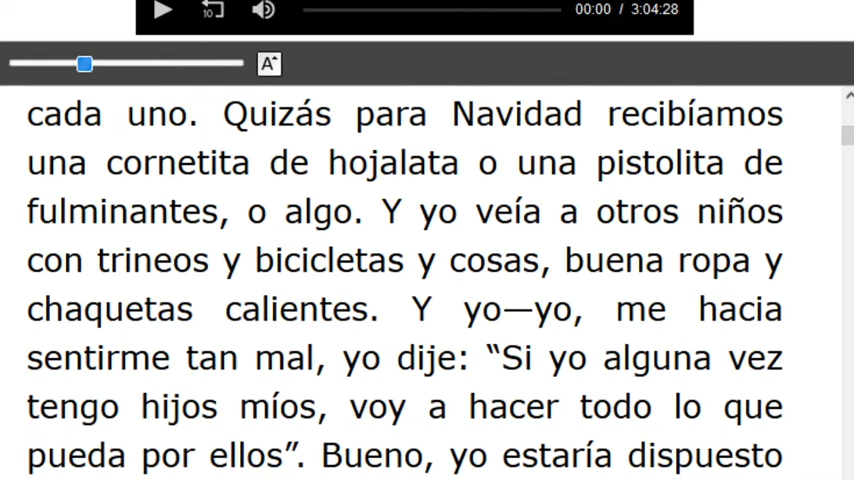 10
00:00 / 3:04:28
A
cada uno. Quizás para Navidad recibíamos
una cornetita de hojalata o una pistolita de
fulminantes, o algo. Y yo veía a otros niños
con trineos y bicicletas y cosas, buena ropa y
chaquetas calientes. Y yo—yo, me hacia
sentirme tan mal, yo dije: “Si yo alguna vez
tengo hijos míos, voy a hacer todo lo que
pueda por ellos”. Bueno, yo estaría dispuesto